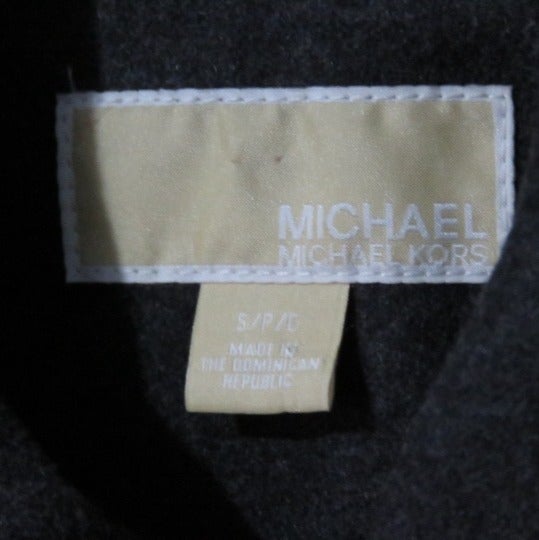 MICHAEL
MICHAEL KORS
S/P/C
MADE IN
THE DOMINICAN
REPUBLIC